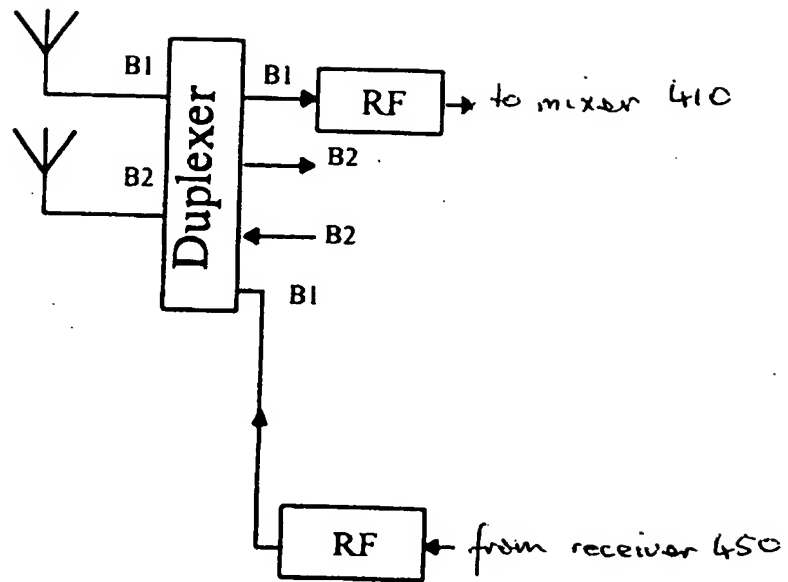 B1
B1
RF
to mixer 410
B2
B2
Duplexer
B2
B1
RF
from receiver 450